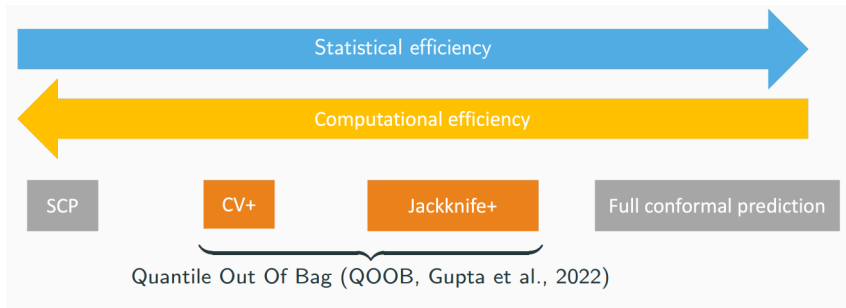 Statistical efficiency
Computational efficiency
SCP
CV+
Jackknife+
Full conformal prediction
Quantile Out Of Bag (QOOB, Gupta et al., 2022)